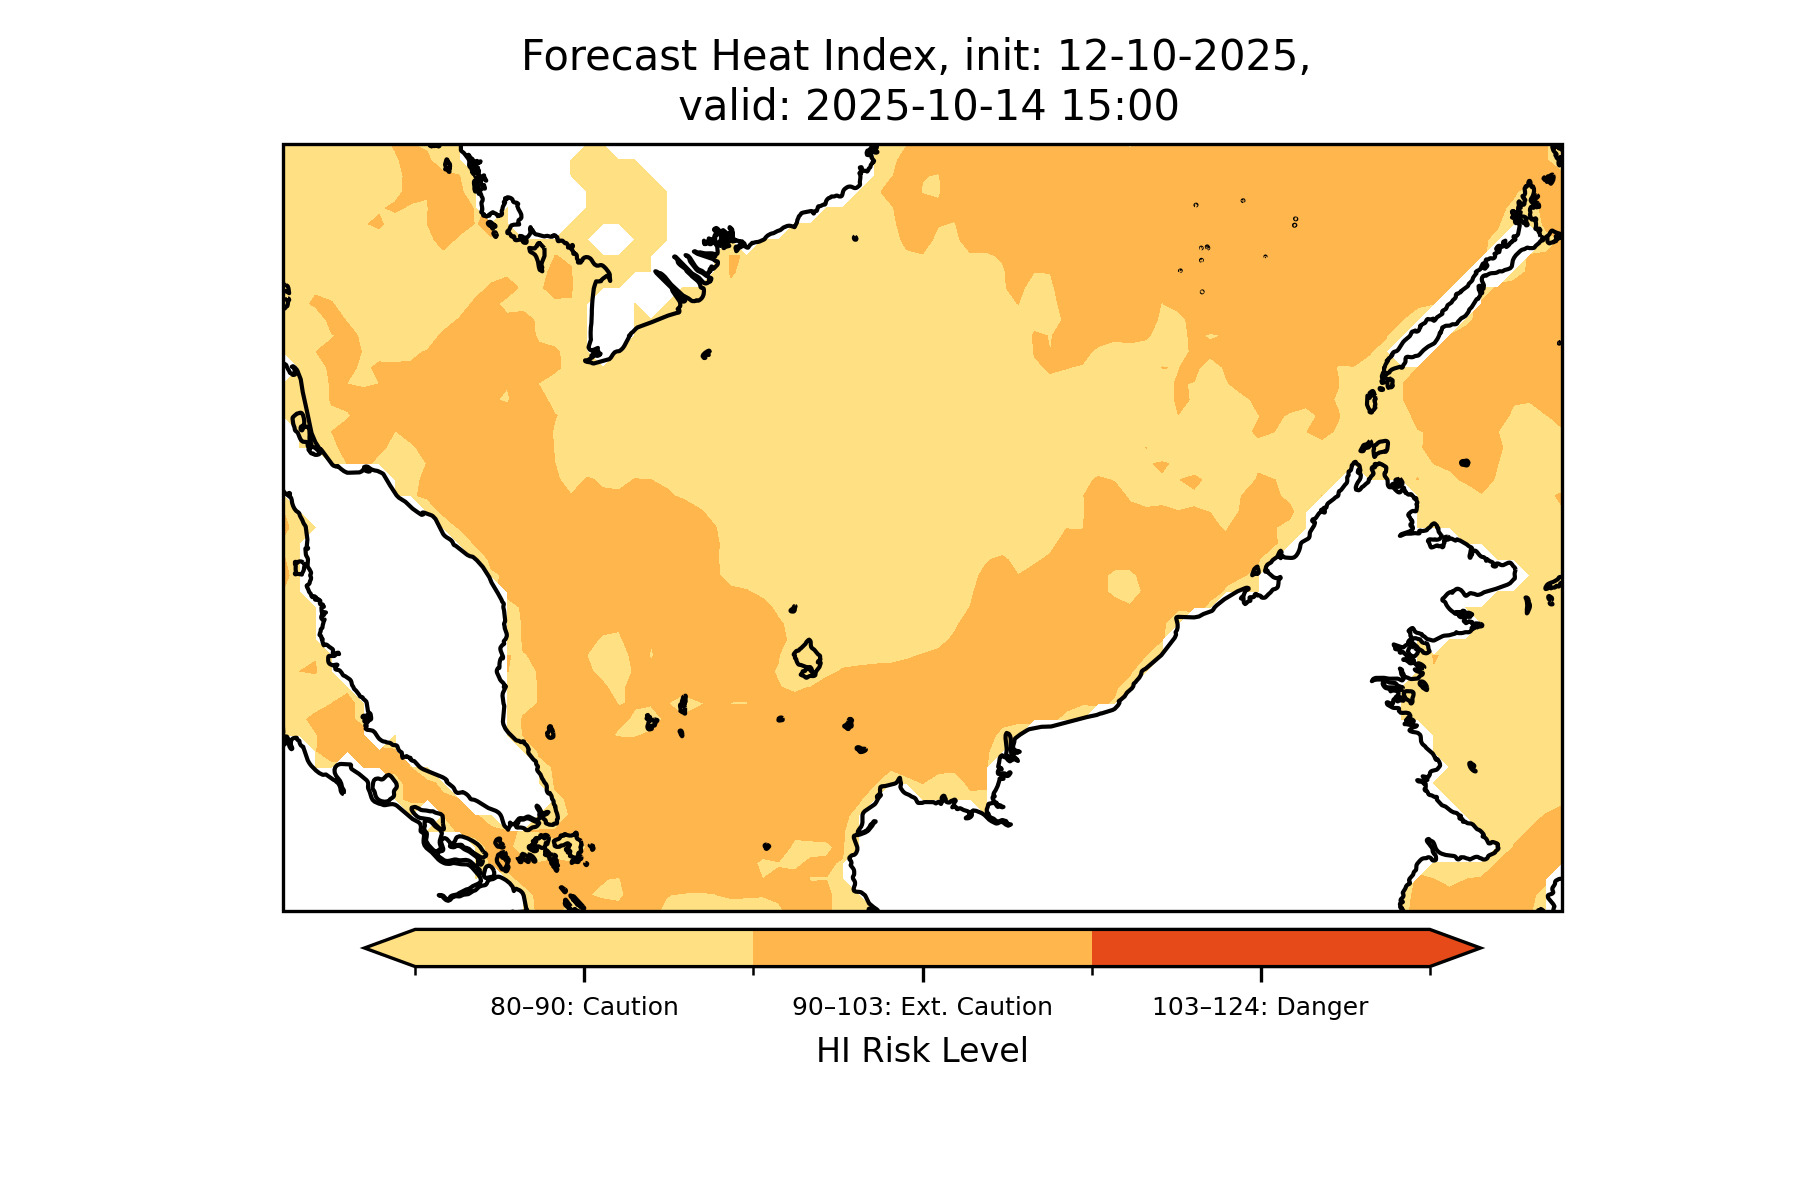 Forecast Heat Index, init: 12-10-2025,
valid: 2025-10-14 15:00
80–90: Caution
90–103: Ext. Caution
103–124: Danger
HI Risk Level